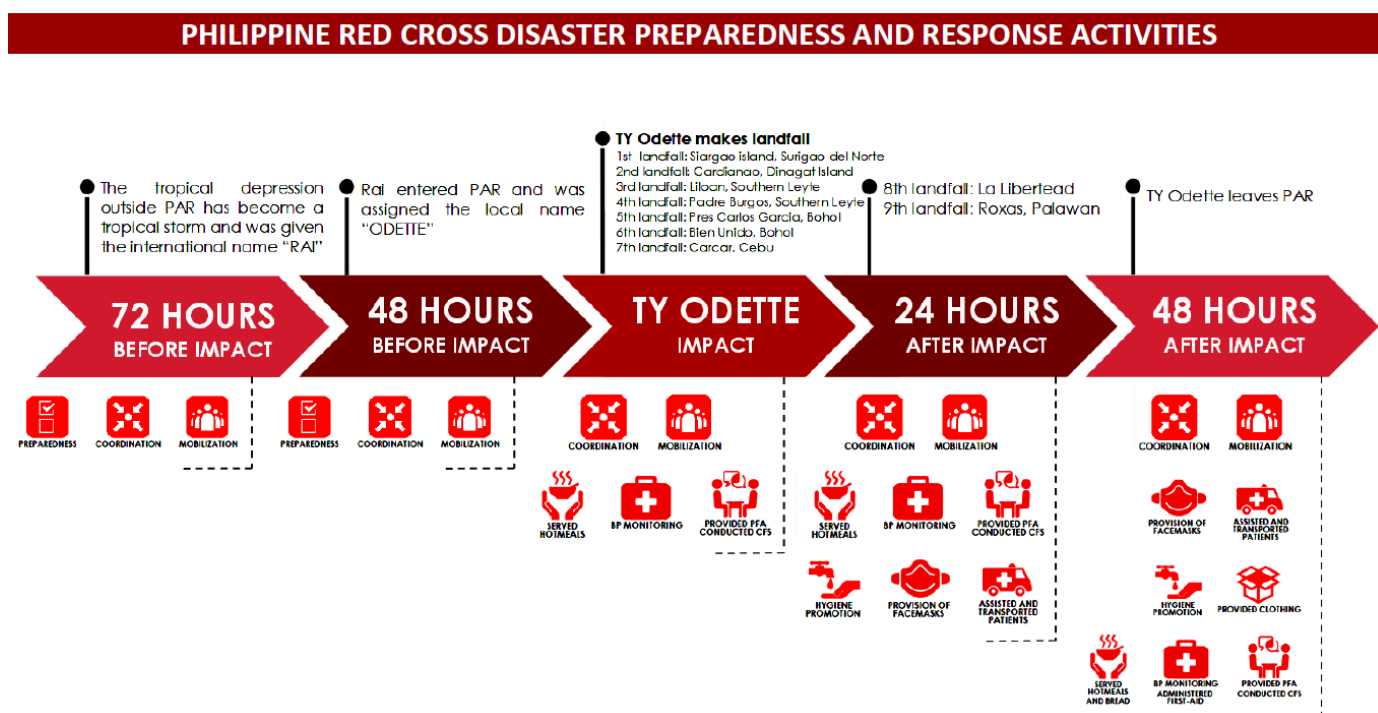 PHILIPPINE RED CROSS DISASTER PREPAREDNESS AND RESPONSE ACTIVITIES
The tropical depression
outside PAR has become a
tropical storm and was given
the international name “RAI”
Rai entered PAR and was
assigned the local name
“ODETTE”
TY Odette makes landfall
1st landfall: Siargao island, Surigao del Norte
2nd landfall: Cardianao, Dinagat Island
3rd landfall: Liloan, Southern Leyte
4th landfall: Padre Burgos, Southern Leyte
5th landfall: Pres Carlos Garcia, Bohol
6th landfall: Bien Unido, Bohol
7th landfall: Carcar, Cebu
8th landfall: La Libertead
9th landfall: Roxas, Palawan
TY Odette leaves PAR
72 HOURS
BEFORE IMPACT
48 HOURS
BEFORE IMPACT
TY ODETTE
IMPACT
24 HOURS
AFTER IMPACT
48 HOURS
AFTER IMPACT
PREPAREDNESS
COORDINATION
MOBILIZATION
PREPAREDNESS
COORDINATION
MOBILIZATION
COORDINATION
MOBILIZATION
SERVED
HOTMEALS
BP MONITORING
PROVIDED PFA
CONDUCTED CFS
COORDINATION
MOBILIZATION
SERVED
HOTMEALS
BP MONITORING
PROVIDED PFA
CONDUCTED CFS
HYGIENE
PROMOTION
PROVISION OF
FACEMASKS
ASSISTED AND
TRANSPORTED
PATIENTS
COORDINATION
MOBILIZATION
PROVISION OF
FACEMASKS
ASSISTED AND
TRANSPORTED
PATIENTS
HYGIENE
PROMOTION
PROVIDED CLOTHING
SERVED
HOTMEALS
AND BREAD
BP MONITORING
ADMINISTERED
FIRST-AID
PROVIDED PFA
CONDUCTED CFS